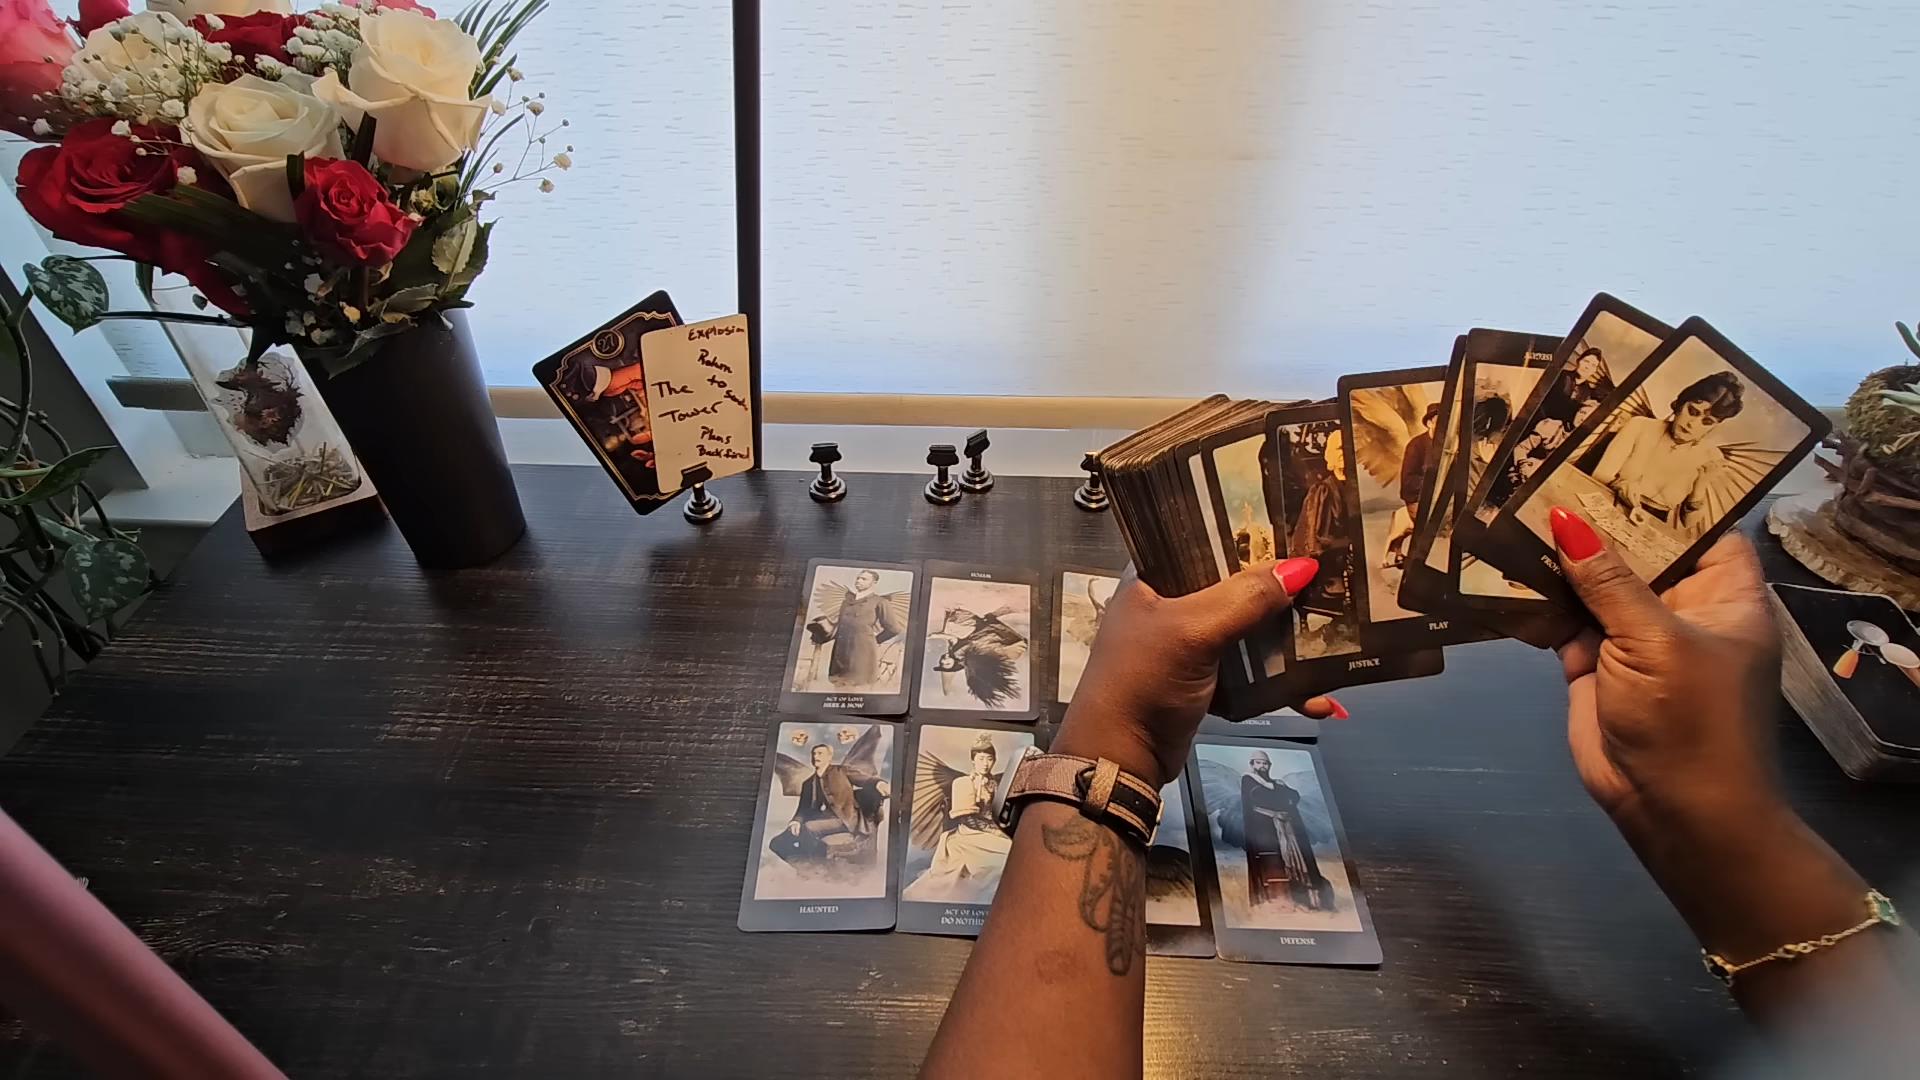 27
Explosion
Return
to
The
Tower
Plans
Backfired
ACT OF LOVE
HERE & NOW
WOMAN
HAUNTED
ACT OF LOVE
DO NOTHING
DEFENSE
JUSTICE
PLAY